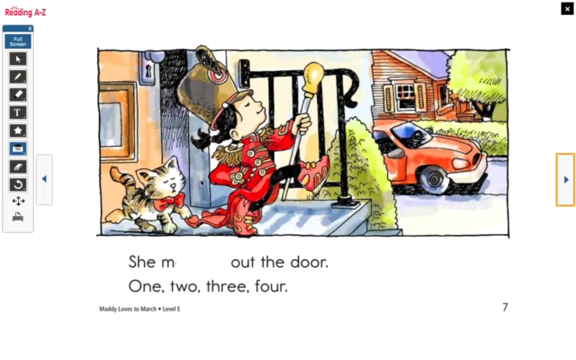 Reading A-Z
Full
Screen
T
She m out the door.
One, two, three, four.
Maddy Loves to March • Level E
7